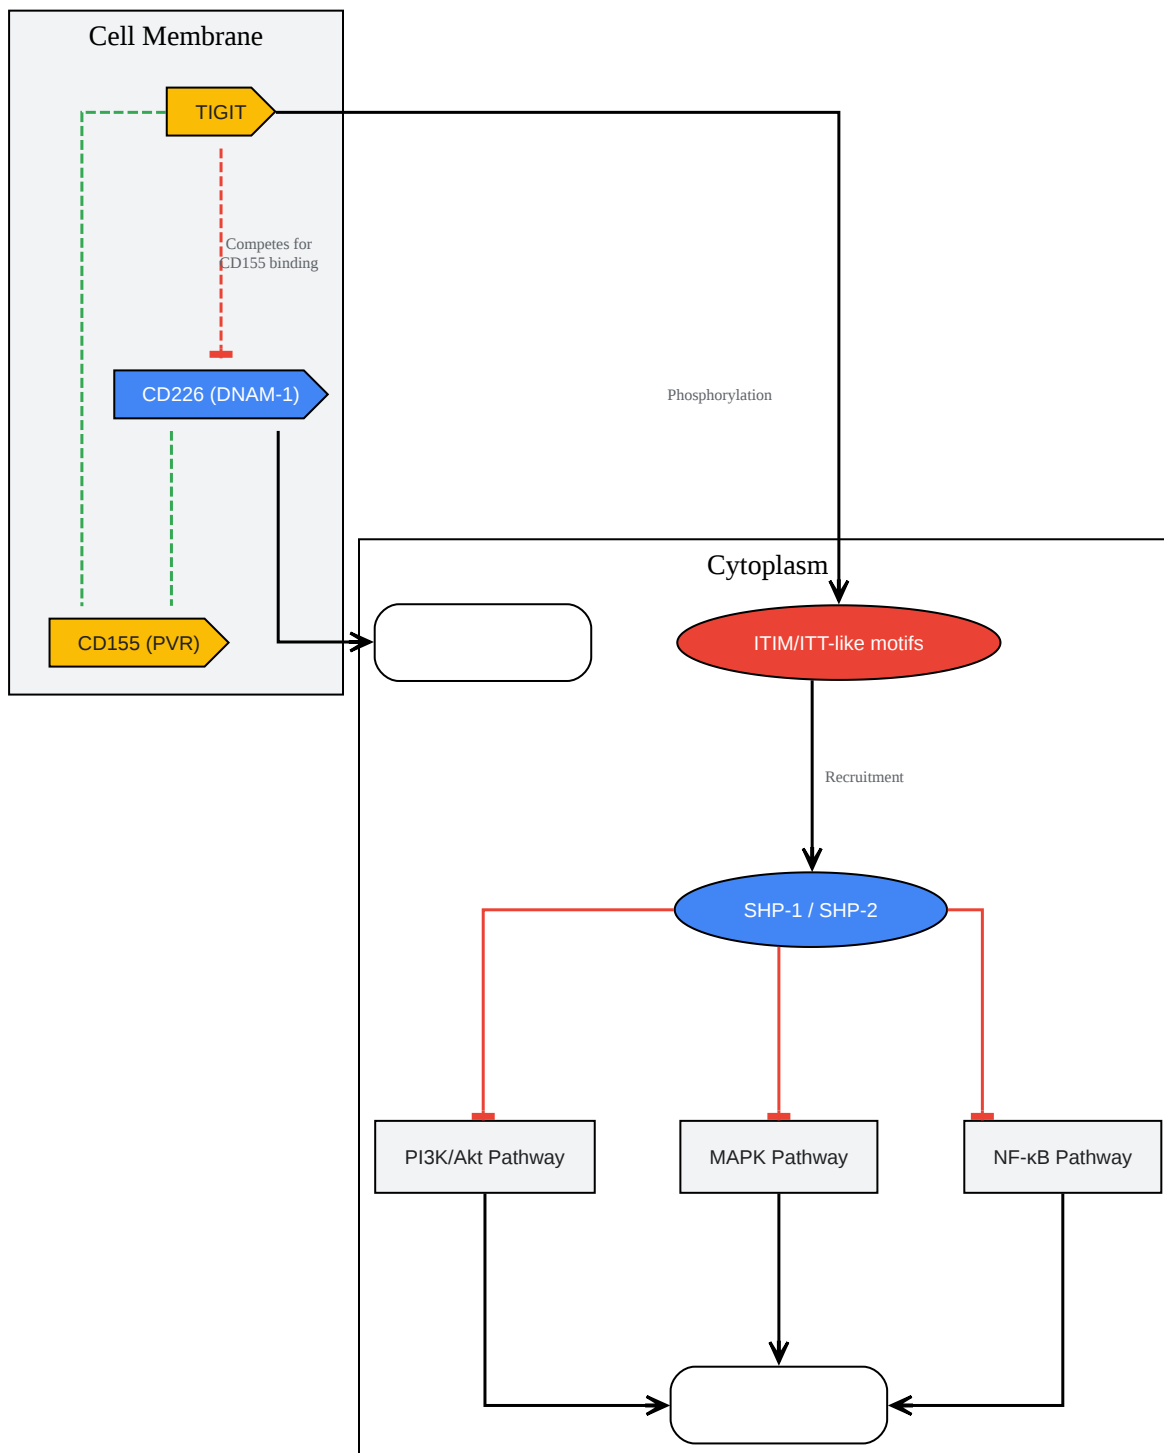 Cell Membrane
TIGIT
Competes for
CD155 binding
CD226 (DNAM-1)
Phosphorylation
Cytoplasm
CD155 (PVR)
ITIM/ITT-like motifs
Recruitment
SHP-1 / SHP-2
PI3K/Akt Pathway
MAPK Pathway
NF-κB Pathway